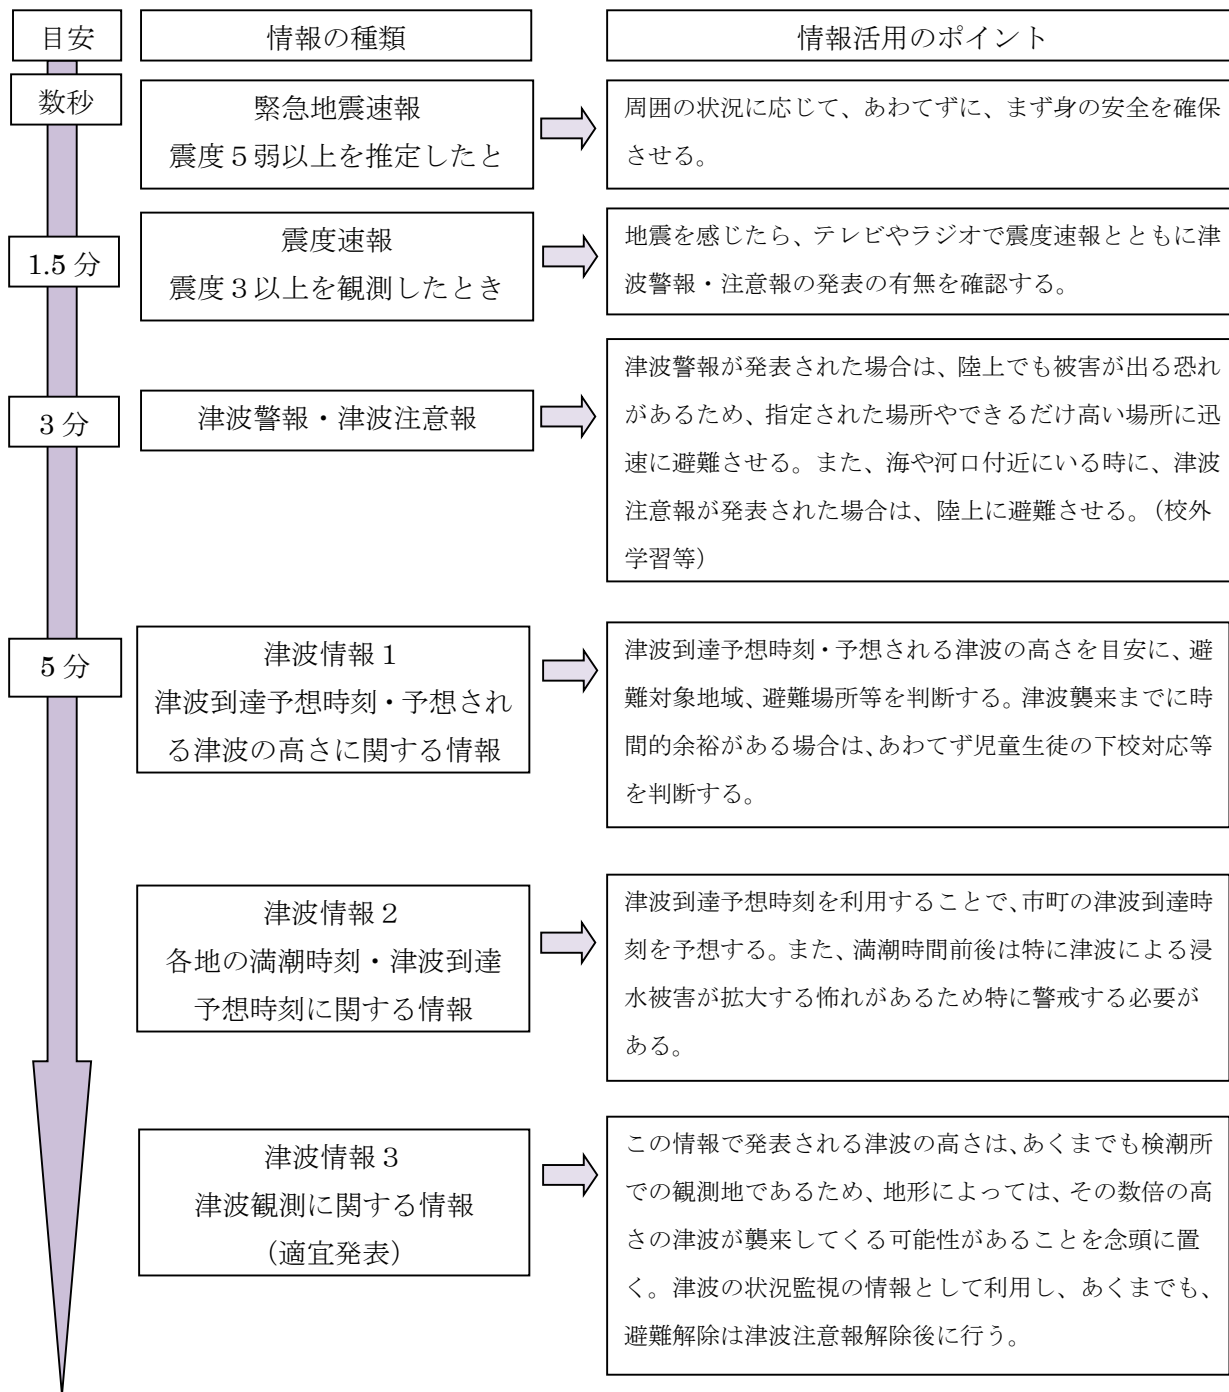 目安
情報の種類
情報活用のポイント
数秒
緊急地震速報
震度５弱以上を推定したと
周囲の状況に応じて、あわてずに、まず身の安全を確保
させる。
1.5 分
震度速報
震度３以上を観測したとき
地震を感じたら、テレビやラジオで震度速報とともに津
波警報・注意報の発表の有無を確認する。
3 分
津波警報・津波注意報
津波警報が発表された場合は、陸上でも被害が出る恐れ
があるため、指定された場所やできるだけ高い場所に迅
速に避難させる。また、海や河口付近にいる時に、津波
注意報が発表された場合は、陸上に避難させる。（校外
学習等）
5 分
津波情報１
津波到達予想時刻・予想され
る津波の高さに関する情報
津波到達予想時刻・予想される津波の高さを目安に、避
難対象地域、避難場所等を判断する。津波襲来までに時
間的余裕がある場合は、あわてず児童生徒の下校対応等
を判断する。
津波情報２
各地の満潮時刻・津波到達
予想時刻に関する情報
津波到達予想時刻を利用することで、市町の津波到達時
刻を予想する。また、満潮時間前後は特に津波による浸
水被害が拡大する怖れがあるため特に警戒する必要が
ある。
津波情報３
津波観測に関する情報
（適宜発表）
この情報で発表される津波の高さは、あくまでも検潮所
での観測地であるため、地形によっては、その数倍の高
さの津波が襲来してくる可能性があることを念頭に置
く。津波の状況監視の情報として利用し、あくまでも、
避難解除は津波注意報解除後に行う。